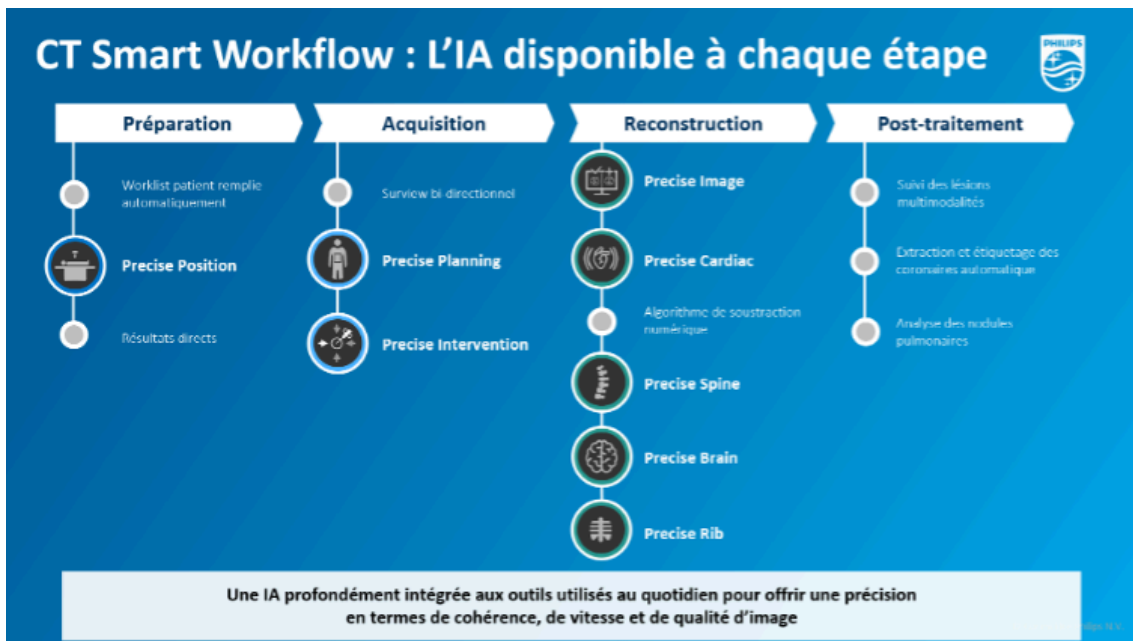 CT Smart Workflow : L'IA disponible à chaque étape
PHILIPS
Préparation
Acquisition
Reconstruction
Post-traitement
Worklist patient remplie
automatiquement
Precise Position
Résultats directs
Surview bi-directionnel
Precise Planning
Precise Intervention
Precise Image
Precise Cardiac
Algorithme de soustraction
numérique
Precise Spine
Precise Brain
Precise Rib
Suivi des lésions
multimodalités
Extraction et étiquetage des
coronaires automatique
Analyse des nodules
pulmonaires
Une IA profondément intégrée aux outils utilisés au quotidien pour offrir une précision
en termes de cohérence, de vitesse et de qualité d'image
N.V.